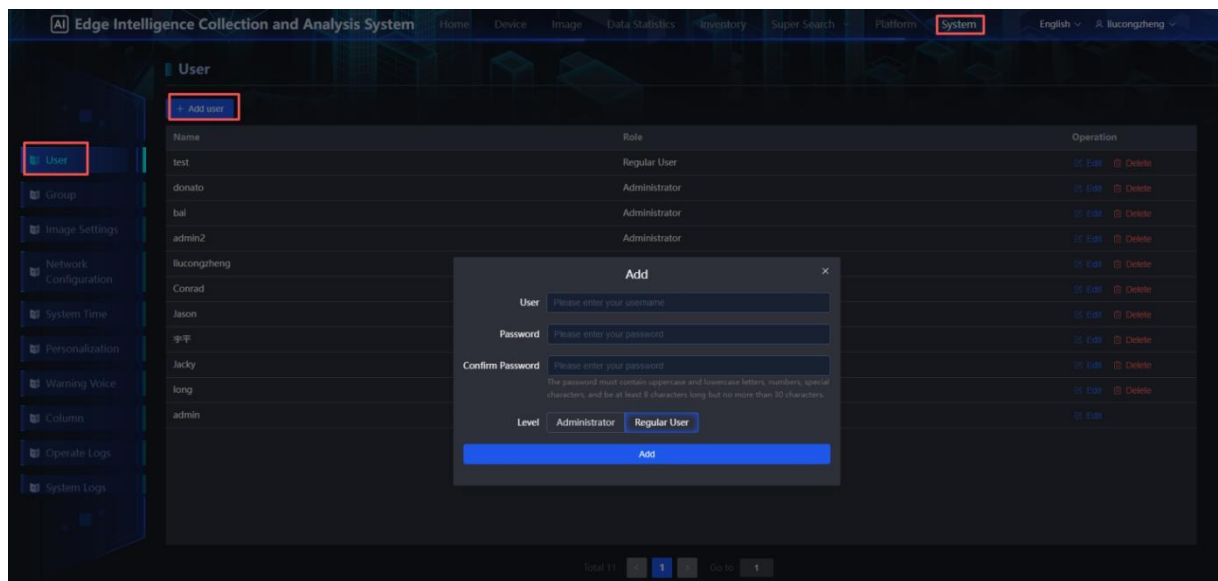 AI Edge Intelligence Collection and Analysis System Home Device Image Data Statistics Inventory Super Search Platform System English liucongzheng
User
+ Add user
Name Role Operation
test Regular User Edit Delete
donato Administrator Edit Delete
bai Administrator Edit Delete
admin2 Administrator Edit Delete
liucongzheng Edit Delete
Conrad Edit Delete
Jason Edit Delete
Jacky Edit Delete
long Edit Delete
admin Edit
User
Group
Image Settings
Network
Configuration
System Time
Personalization
Warning Voice
Column
Operate Logs
System Logs
Add ×
User Please enter your username
Password Please enter your password
Confirm Password Please enter your password
The password must contain uppercase and lowercase letters, numbers, special
characters, and be at least 8 characters long but no more than 30 characters.
Level Administrator Regular User
Add
Total 11 < 1 > Go to 1